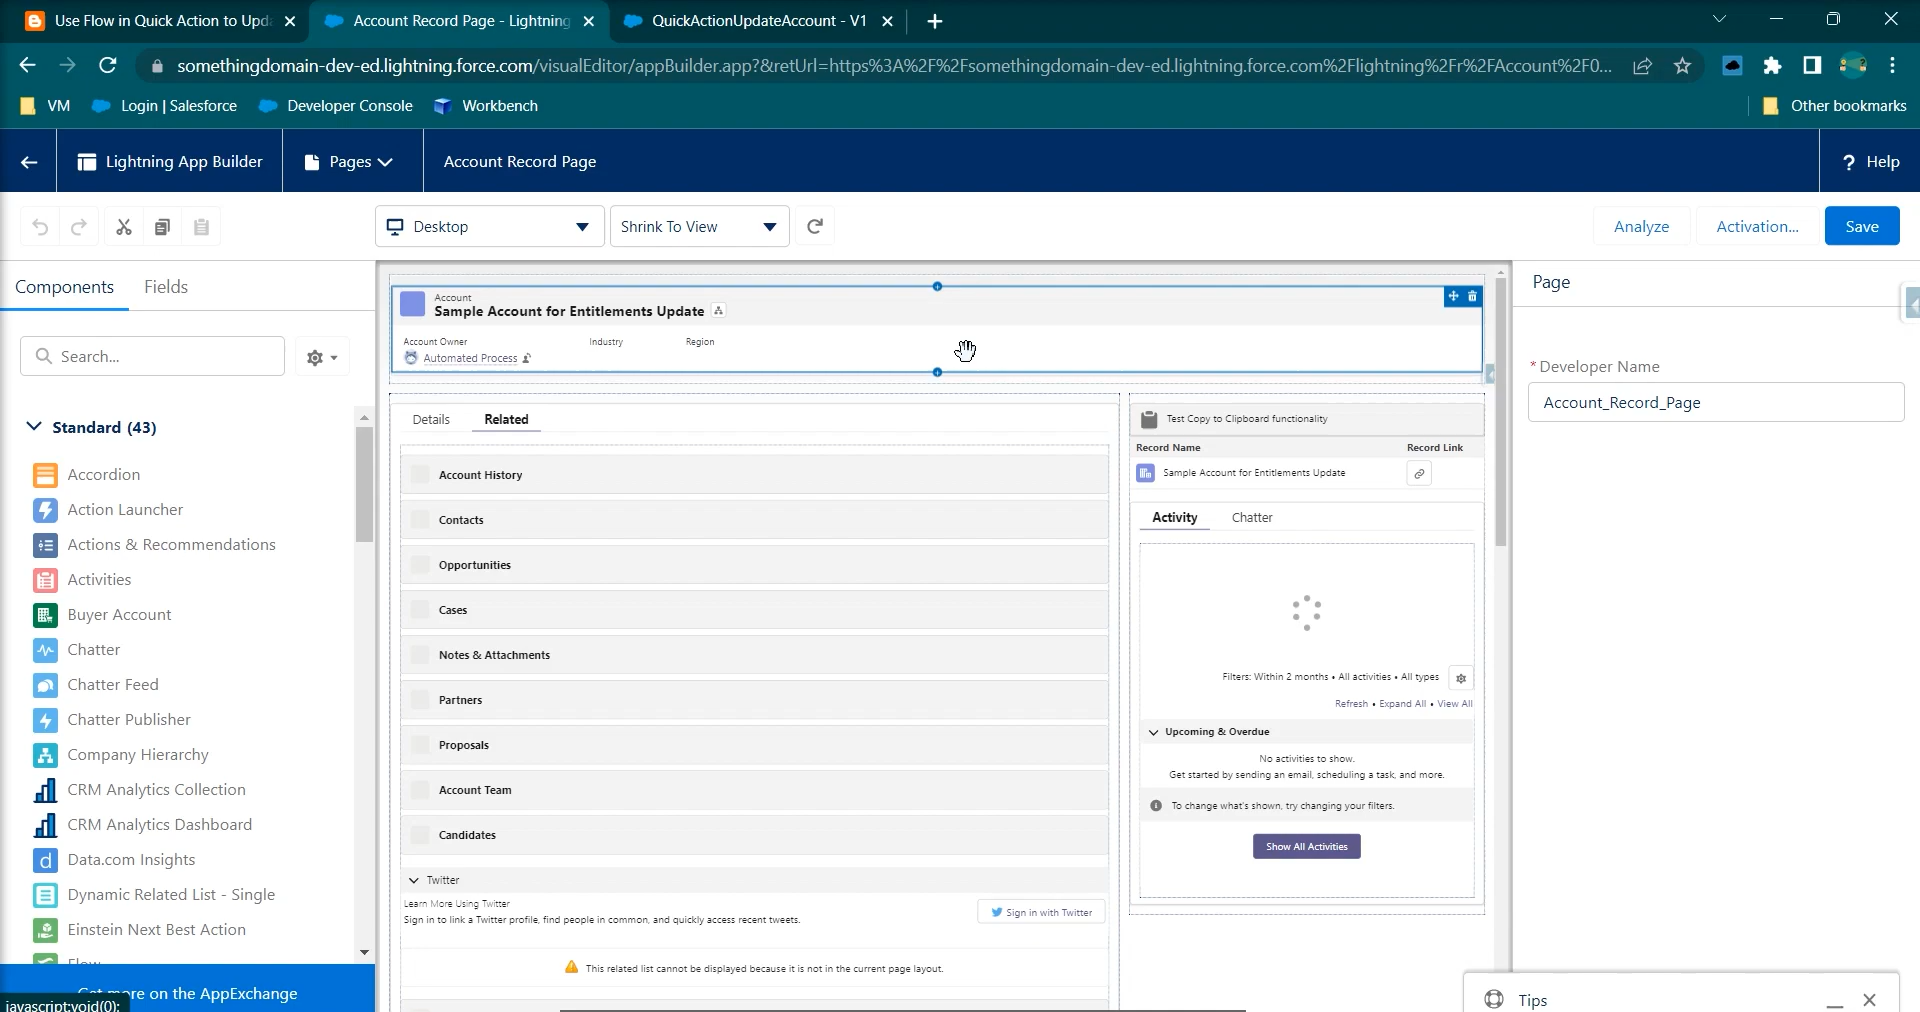 Use Flow in Quick Action to Upd
Account Record Page - Lightning
QuickActionUpdateAccount - V1
somethingdomain-dev-ed.lightning.force.com/visualEditor/appBuilder.app?&retUrl=https%3A%2F%2Fsomethingdomain-dev-ed.lightning.force.com%2Flightning%2Fr%2FAccount%2F0...
VM
Login | Salesforce
Developer Console
Workbench
Other bookmarks
Lightning App Builder
Pages
Account Record Page
? Help
Desktop
Shrink To View
Analyze
Activation...
Save
Components
Fields
Search...
Standard (43)
Accordion
Action Launcher
Actions & Recommendations
Activities
Buyer Account
Chatter
Chatter Feed
Chatter Publisher
Company Hierarchy
CRM Analytics Collection
CRM Analytics Dashboard
Data.com Insights
Dynamic Related List - Single
Einstein Next Best Action
Flow
Get more on the AppExchange
javascript:void(0);
Account
Sample Account for Entitlements Update
Account Owner
Industry
Region
Automated Process
Details
Related
Account History
Contacts
Opportunities
Cases
Notes & Attachments
Partners
Proposals
Account Team
Candidates
Twitter
Learn More Using Twitter
Sign in to link a Twitter profile, find people in common, and quickly access recent tweets.
Sign in with Twitter
This related list cannot be displayed because it is not in the current page layout.
Test Copy to Clipboard functionality
Record Name
Record Link
Sample Account for Entitlements Update
Activity
Chatter
Filters: Within 2 months • All activities • All types
Refresh • Expand All • View All
Upcoming & Overdue
No activities to show.
Get started by sending an email, scheduling a task, and more.
To change what's shown, try changing your filters.
Show All Activities
Page
* Developer Name
Account_Record_Page
Tips